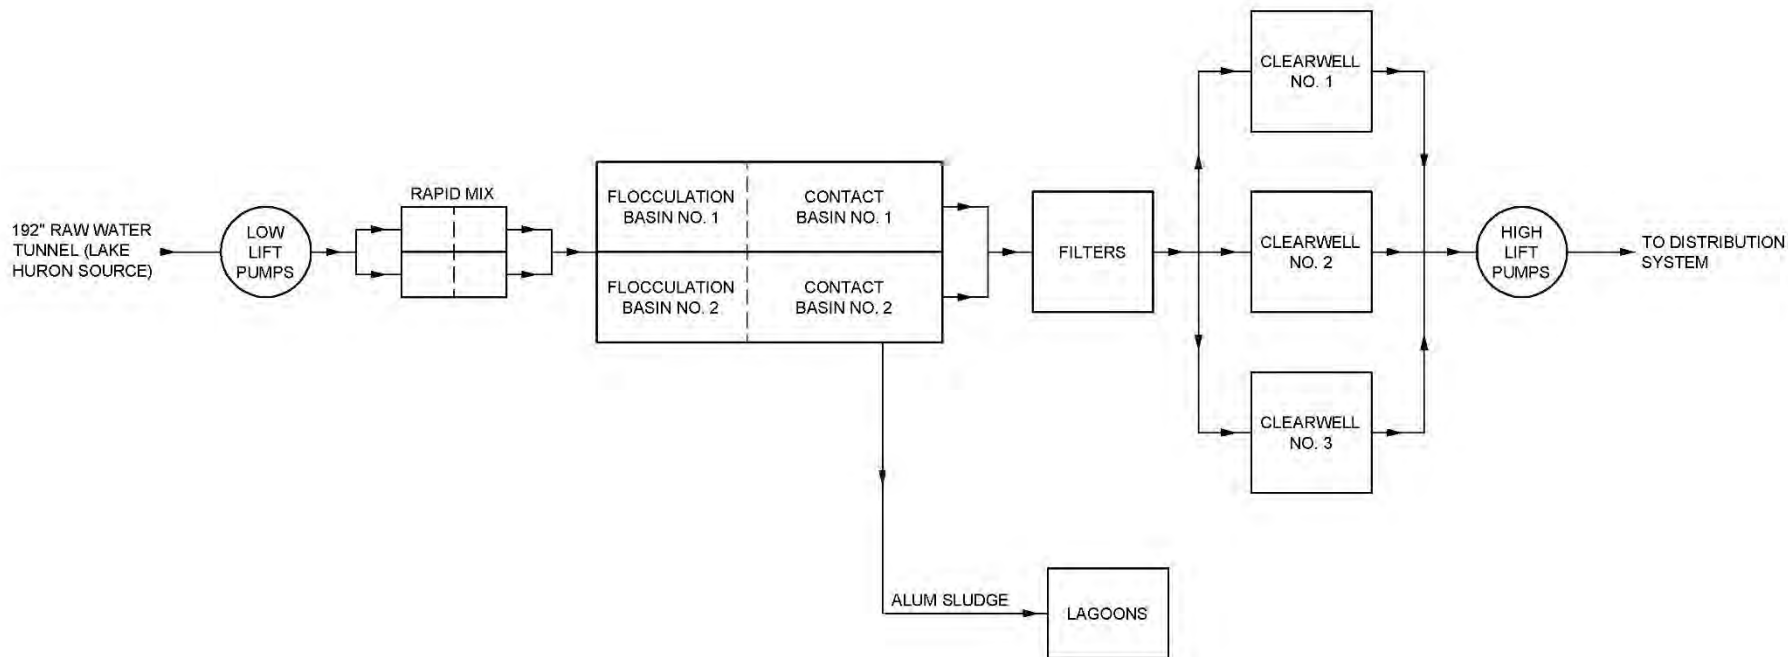 192" RAW WATER
TUNNEL (LAKE
HURON SOURCE)
LOW
LIFT
PUMPS
RAPID MIX
FLOCCULATION
BASIN NO. 1
CONTACT
BASIN NO. 1
FLOCCULATION
BASIN NO. 2
CONTACT
BASIN NO. 2
FILTERS
CLEARWELL
NO. 1
CLEARWELL
NO. 2
CLEARWELL
NO. 3
HIGH
LIFT
PUMPS
TO DISTRIBUTION
SYSTEM
ALUM SLUDGE
LAGOONS